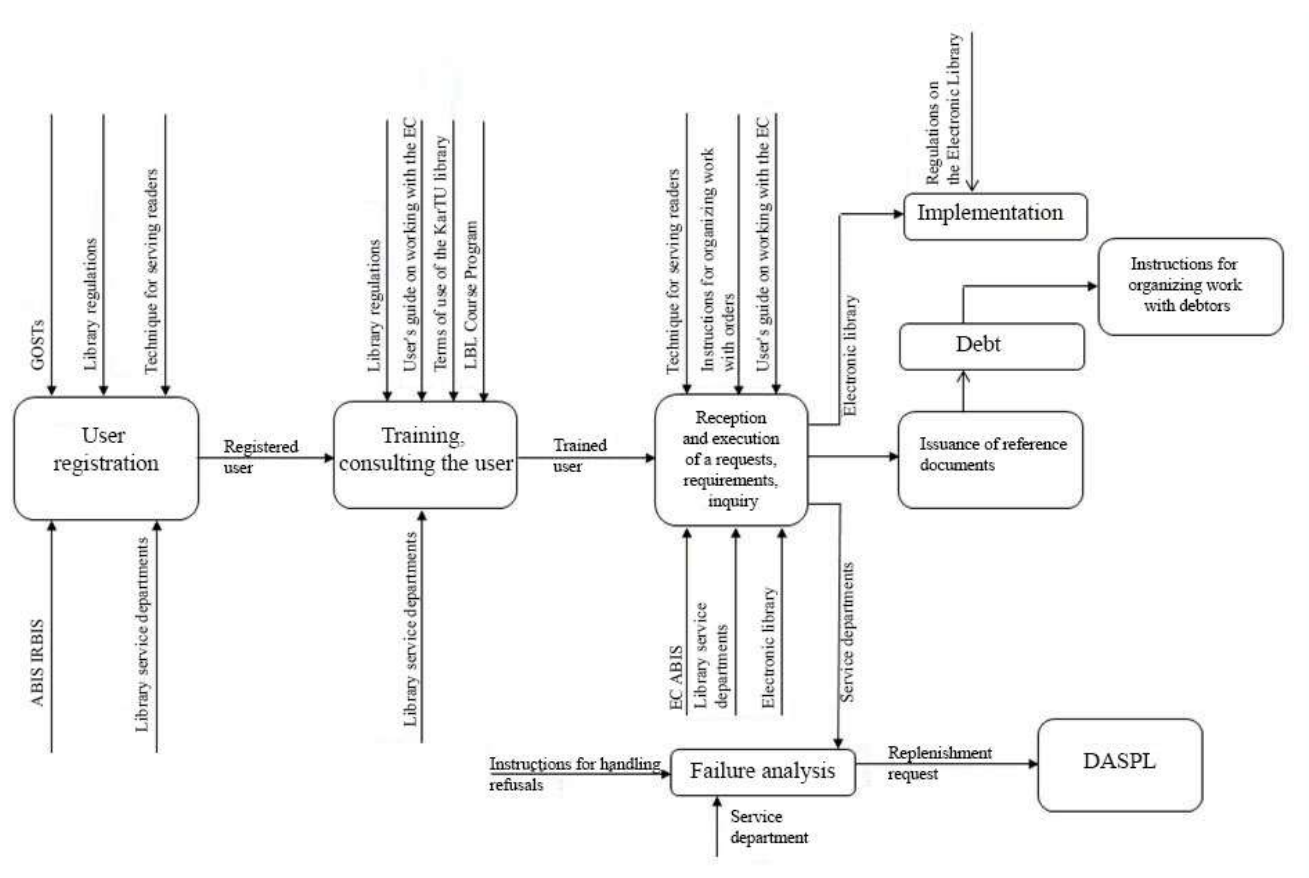 Regulations on
the Electronic Library
GOSTs
Library regulations
Technique for serving readers
Library regulations
User's guide on working with the EC
Terms of use of the KarTU library
LBL Course Program
Technique for serving readers
Instructions for organizing work
with orders
User's guide on working with the EC
Electronic library
Implementation
Instructions for
organizing work
with debtors
Debt
User
registration
Registered
user
Training,
consulting the user
Trained
user
Reception
and execution
of a requests,
requirements,
inquiry
Issuance of reference
documents
ABIS IRBIS
Library service departments
Library service departments
EC ABIS
Library service
departments
Electronic library
Service departments
Instructions for handling
refusals
Failure analysis
Replenishment
request
DASPL
Service
department